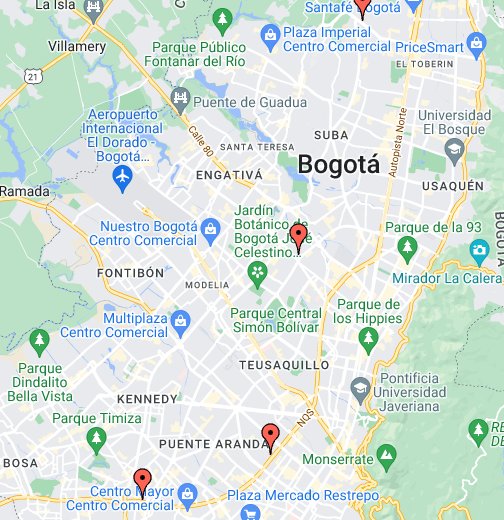 La Isla
Villamery
Santafé Bogotá
Plaza Imperial
Centro Comercial
PriceSmart
Parque Público
Fontanar del Río
EL TOBERIN
21
Puente de Guadua
Calle 80
Aeropuerto
Internacional
El Dorado -
Bogotá...
SUBA
SANTA TERESA
Autopista Norte
Universidad
El Bosque
Bogotá
ENGATIVÁ
USAQUÉN
Ramada
Nuestro Bogotá
Centro Comercial
Jardín
Botánico de
Bogotá José
Celestino...
Parque de la 93
BOGOTÁ
Mirador La Calera
FONTIBÓN
MODELIA
Parque Central
Simón Bolívar
Parque de
los Hippies
Multiplaza
Centro Comercial
TEUSAQUILLO
Parque
Dindalito
Bella Vista
KENNEDY
Pontificia
Universidad
Javeriana
Parque Timiza
NQS
PUENTE ARANDA
Monserrate
BOSA
Centro Mayor
Centro Comercial
Plaza Mercado Restrepo